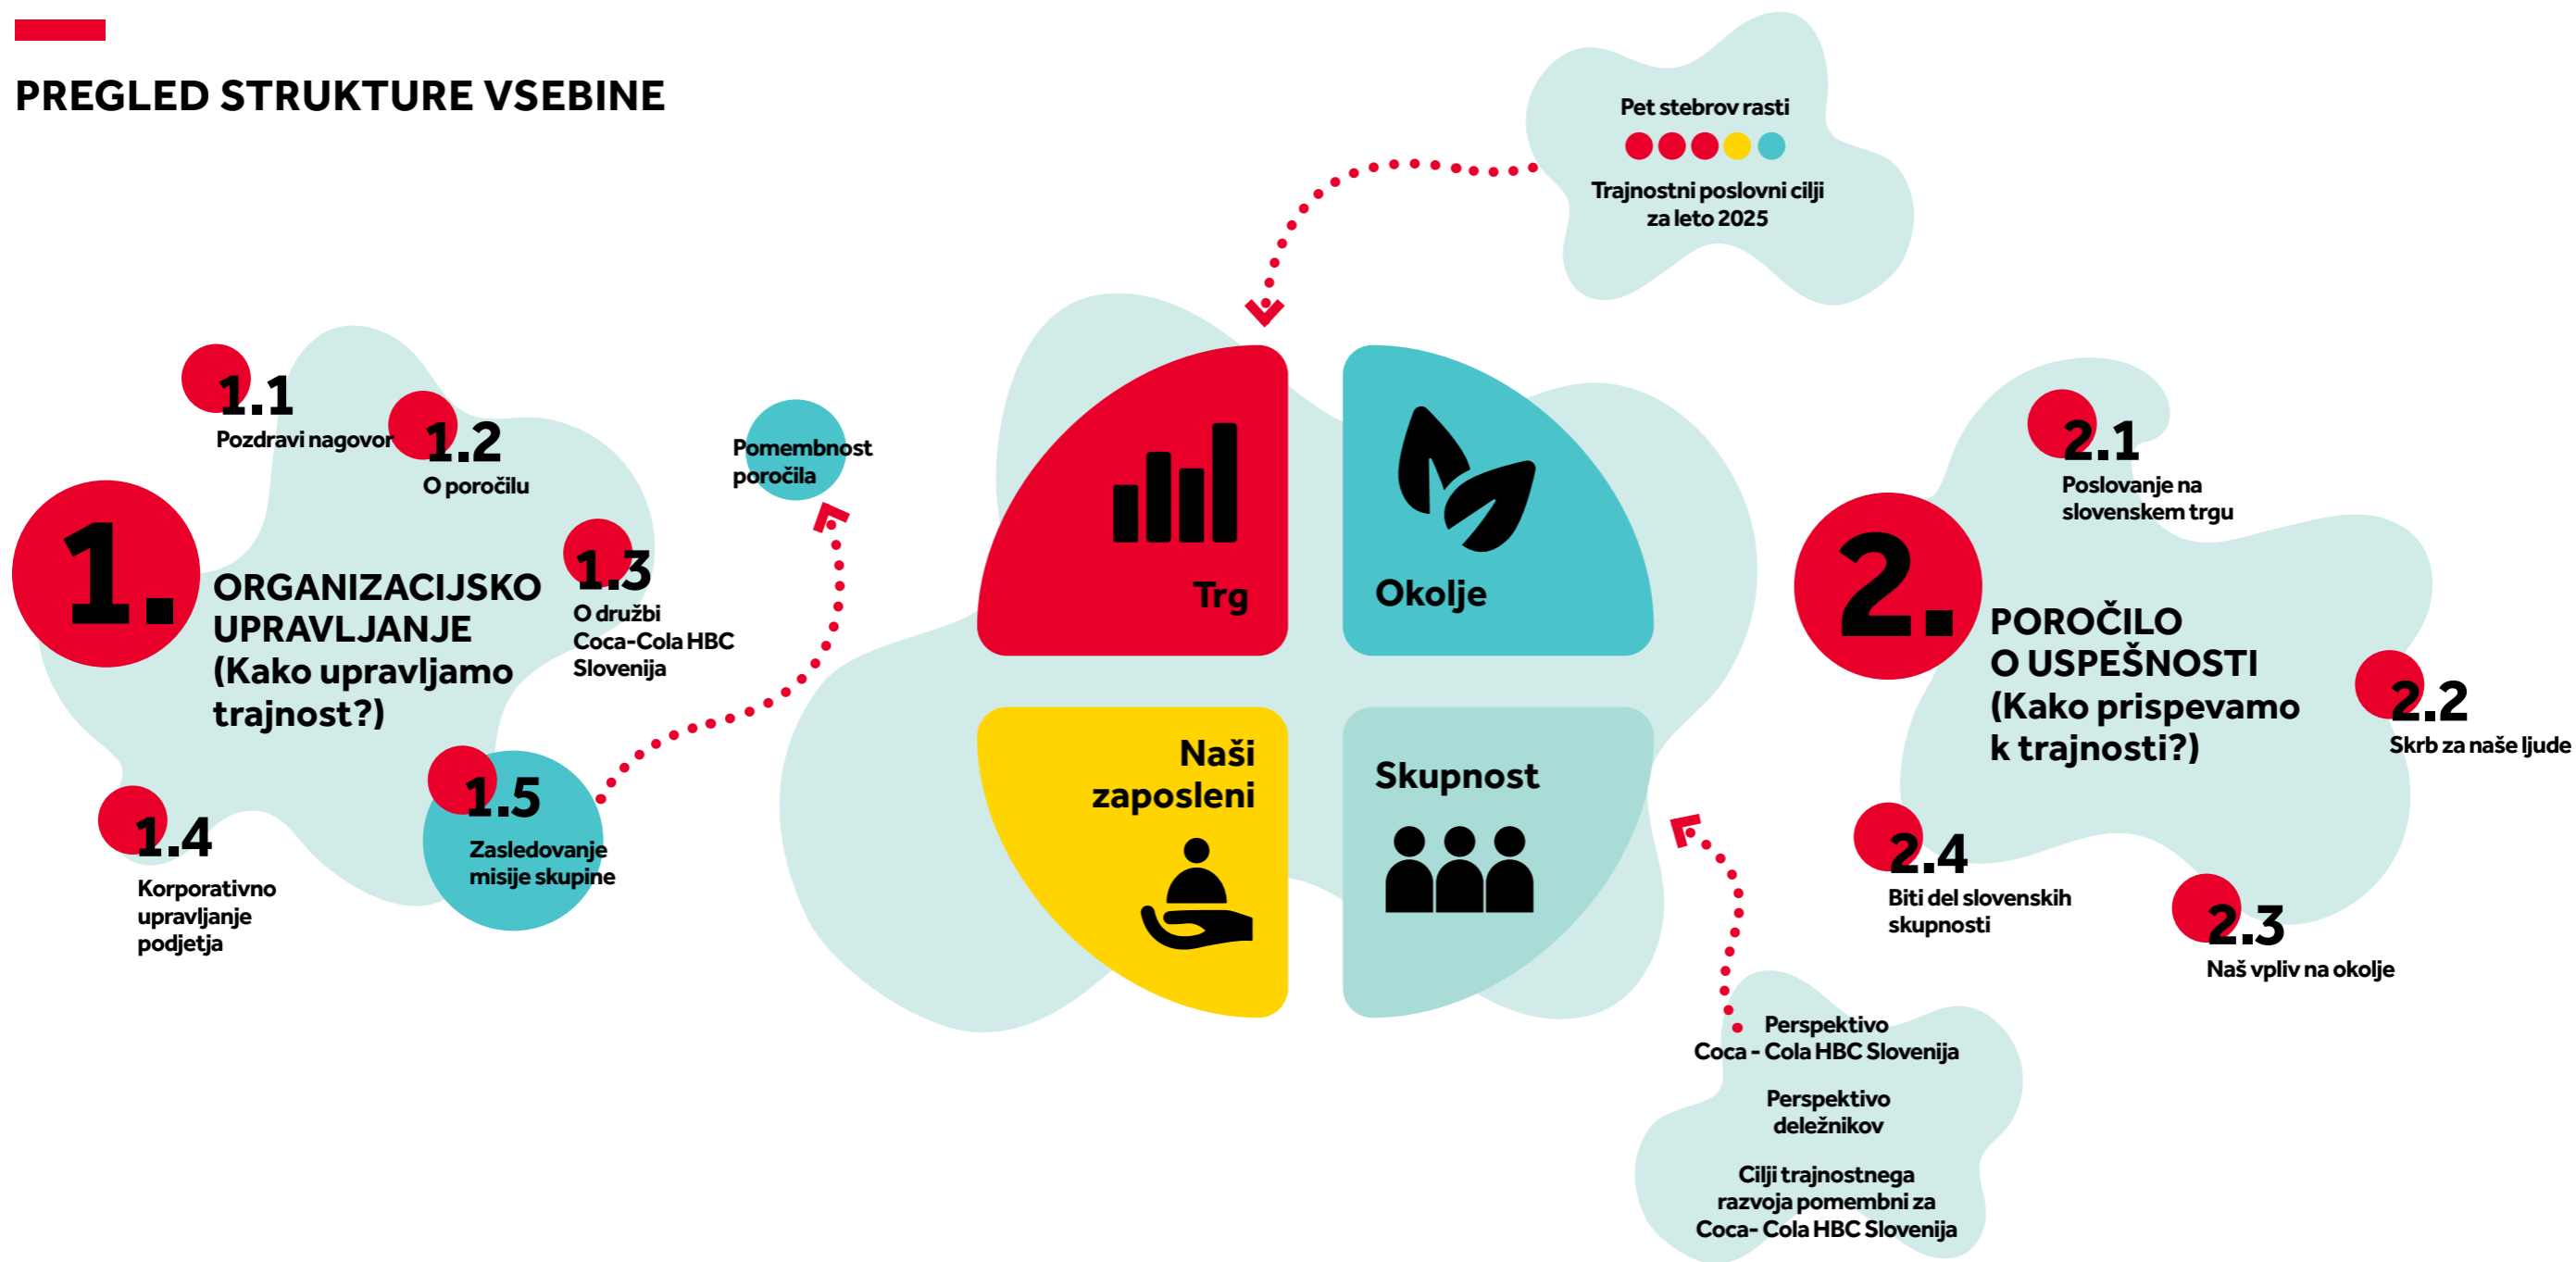 PREGLED STRUKTURE VSEBINE
Pet stebrov rasti
Trajnostni poslovni cilji
za leto 2025
1.
ORGANIZACIJSKO
UPRAVLJANJE
(Kako upravljamo
trajnost?)
1.1
Pozdravi nagovor
1.2
O poročilu
1.3
O družbi
Coca-Cola HBC
Slovenija
1.4
Korporativno
upravljanje
podjetja
1.5
Zasledovanje
misije skupine
Pomembnost
poročila
Trg
Okolje
Naši
zaposleni
Skupnost
2.
POROČILO
O USPEŠNOSTI
(Kako prispevamo
k trajnosti?)
2.1
Poslovanje na
slovenskem trgu
2.2
Skrb za naše ljude
2.3
Naš vpliv na okolje
2.4
Biti del slovenskih
skupnosti
Perspektivo
Coca - Cola HBC Slovenija
Perspektivo
deležnikov
Cilji trajnostnega
razvoja pomembni za
Coca- Cola HBC Slovenija